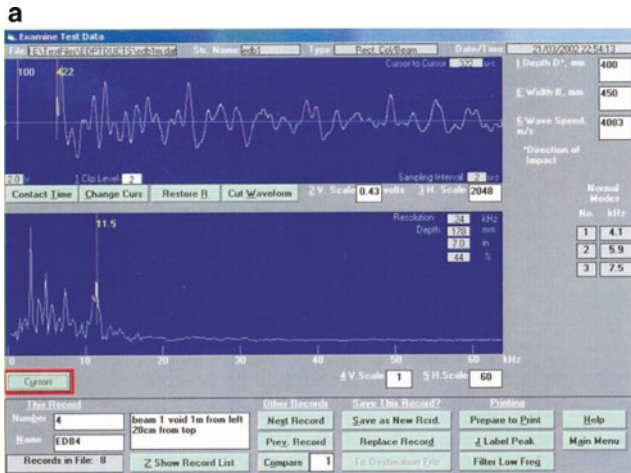 a
Examine Test Data
File: E:\TestFiles\EDPTDUCTS\edb1m.dat Str. Name edb1 Type Rect. Col/Beam Date/Time: 21/03/2002 22:54:13
100 422 Cursor to Cursor 322 u-s
1 Depth D*, mm 400
E Width B, mm 450
6 Wave Speed, m/s 4003
*Direction of Impact
2.0 v 1 Clip Level 2 Sampling Interval 2 u-s
Contact Time Change Curs Restore R Cut Waveform 2 V. Scale 0.43 volts 3 H. Scale 2048
Normal Modes
No. kHz
1 4.1
2 5.9
3 7.5
11.5
Resolution .24 kHz
Depth 178 mm
7.0 in
44 %
0 10 20 30 40 50 60 kHz
Cursors 4 V.Scale 1 5 H.Scale 60
This Record Other Records Save This Record? Printing
Number 4 beam 1 void 1m from left Next Record Save as New Rcrd. Prepare to Print Help
20cm from top
Name EDB4 Prev. Record Replace Record J Label Peak Main Menu
Records in File: 8 Z Show Record List Compare 1 To Destination File Filter Low Freq